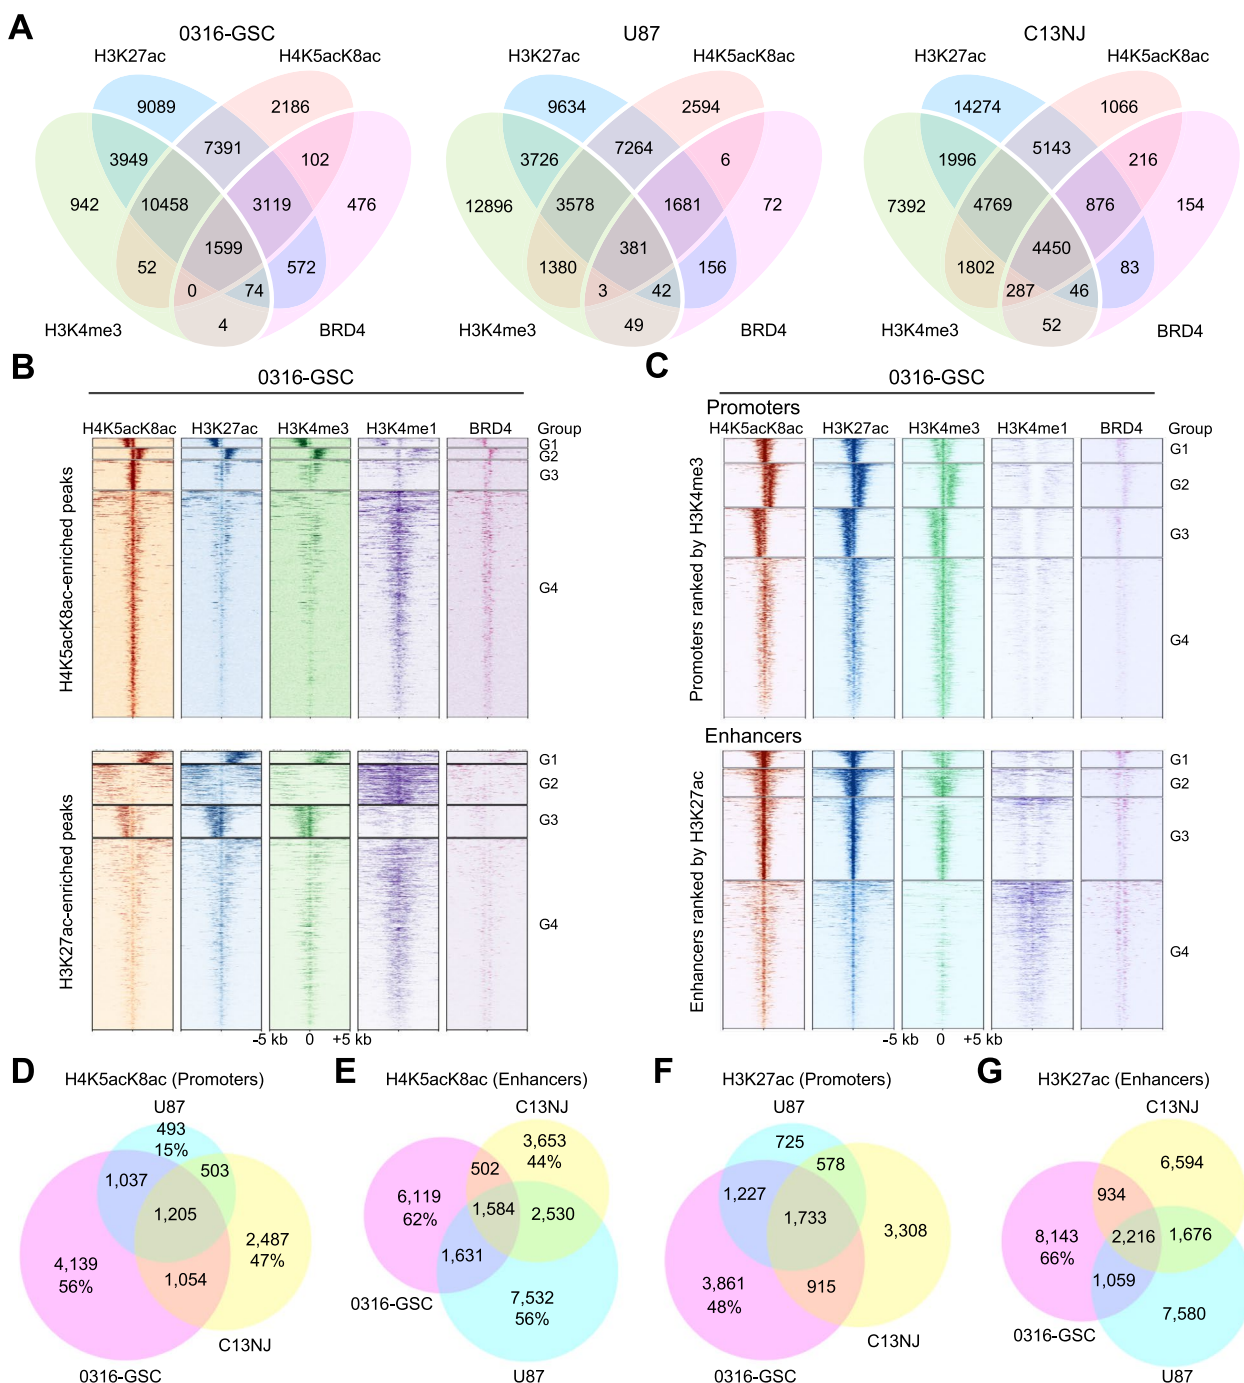 A
0316-GSC
U87
C13NJ
H3K27ac
H4K5acK8ac
H3K27ac
H4K5acK8ac
H3K27ac
H4K5acK8ac
9089
2186
9634
2594
14274
1066
3949
7391
102
3726
7264
6
1996
5143
216
942
10458
3119
476
12896
3578
1681
72
7392
4769
876
154
1599
381
4450
52
572
1380
156
1802
83
0
74
3
42
287
46
H3K4me3
4
BRD4
H3K4me3
49
BRD4
H3K4me3
52
BRD4
B
0316-GSC
H4K5acK8ac
H3K27ac
H3K4me3
H3K4me1
BRD4
Group
H4K5acK8ac-enriched peaks
G1
G2
G3
G4
H3K27ac-enriched peaks
G1
G2
G3
G4
-5 kb
0
+5 kb
C
0316-GSC
Promoters
H4K5acK8ac
H3K27ac
H3K4me3
H3K4me1
BRD4
Group
Promoters ranked by H3K4me3
G1
G2
G3
G4
Enhancers
Enhancers ranked by H3K27ac
G1
G2
G3
G4
-5 kb
0
+5 kb
D
H4K5acK8ac (Promoters)
U87
493
15%
1,037
503
1,205
4,139
56%
2,487
47%
1,054
C13NJ
0316-GSC
E
H4K5acK8ac (Enhancers)
C13NJ
3,653
44%
502
6,119
62%
1,584
2,530
1,631
0316-GSC
7,532
56%
U87
F
H3K27ac (Promoters)
U87
725
578
1,227
1,733
3,308
3,861
48%
915
C13NJ
0316-GSC
G
H3K27ac (Enhancers)
C13NJ
6,594
934
8,143
66%
2,216
1,676
1,059
0316-GSC
7,580
U87